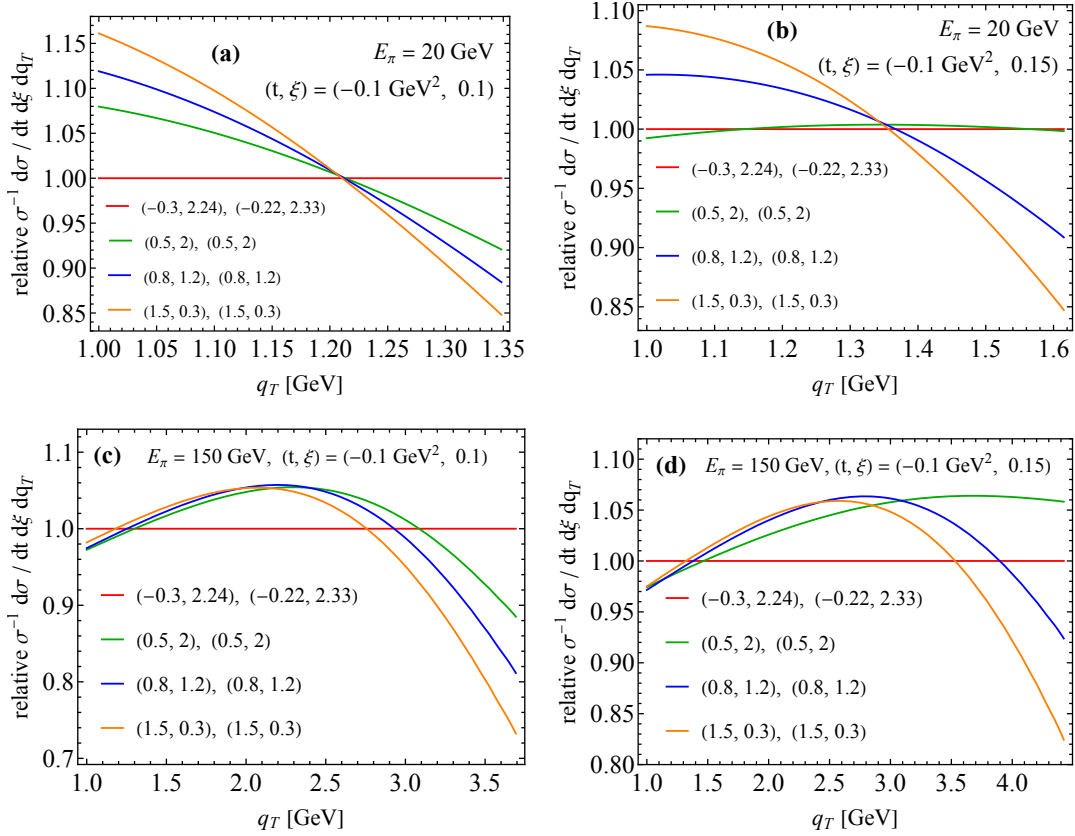 (a)
E_π = 20 GeV
(t, ξ) = (−0.1 GeV², 0.1)
relative σ⁻¹ dσ / dt dξ dq_T
1.15
1.10
1.05
1.00
0.95
0.90
0.85
(−0.3, 2.24), (−0.22, 2.33)
(0.5, 2), (0.5, 2)
(0.8, 1.2), (0.8, 1.2)
(1.5, 0.3), (1.5, 0.3)
1.00 1.05 1.10 1.15 1.20 1.25 1.30 1.35
q_T [GeV]
(b)
E_π = 20 GeV
(t, ξ) = (−0.1 GeV², 0.15)
relative σ⁻¹ dσ / dt dξ dq_T
1.10
1.05
1.00
0.95
0.90
0.85
(−0.3, 2.24), (−0.22, 2.33)
(0.5, 2), (0.5, 2)
(0.8, 1.2), (0.8, 1.2)
(1.5, 0.3), (1.5, 0.3)
1.0 1.1 1.2 1.3 1.4 1.5 1.6
q_T [GeV]
(c) E_π = 150 GeV, (t, ξ) = (−0.1 GeV², 0.1)
relative σ⁻¹ dσ / dt dξ dq_T
1.1
1.0
0.9
0.8
0.7
(−0.3, 2.24), (−0.22, 2.33)
(0.5, 2), (0.5, 2)
(0.8, 1.2), (0.8, 1.2)
(1.5, 0.3), (1.5, 0.3)
1.0 1.5 2.0 2.5 3.0 3.5
q_T [GeV]
(d)
E_π = 150 GeV, (t, ξ) = (−0.1 GeV², 0.15)
relative σ⁻¹ dσ / dt dξ dq_T
1.10
1.05
1.00
0.95
0.90
0.85
0.80
(−0.3, 2.24), (−0.22, 2.33)
(0.5, 2), (0.5, 2)
(0.8, 1.2), (0.8, 1.2)
(1.5, 0.3), (1.5, 0.3)
1.0 1.5 2.0 2.5 3.0 3.5 4.0
q_T [GeV]